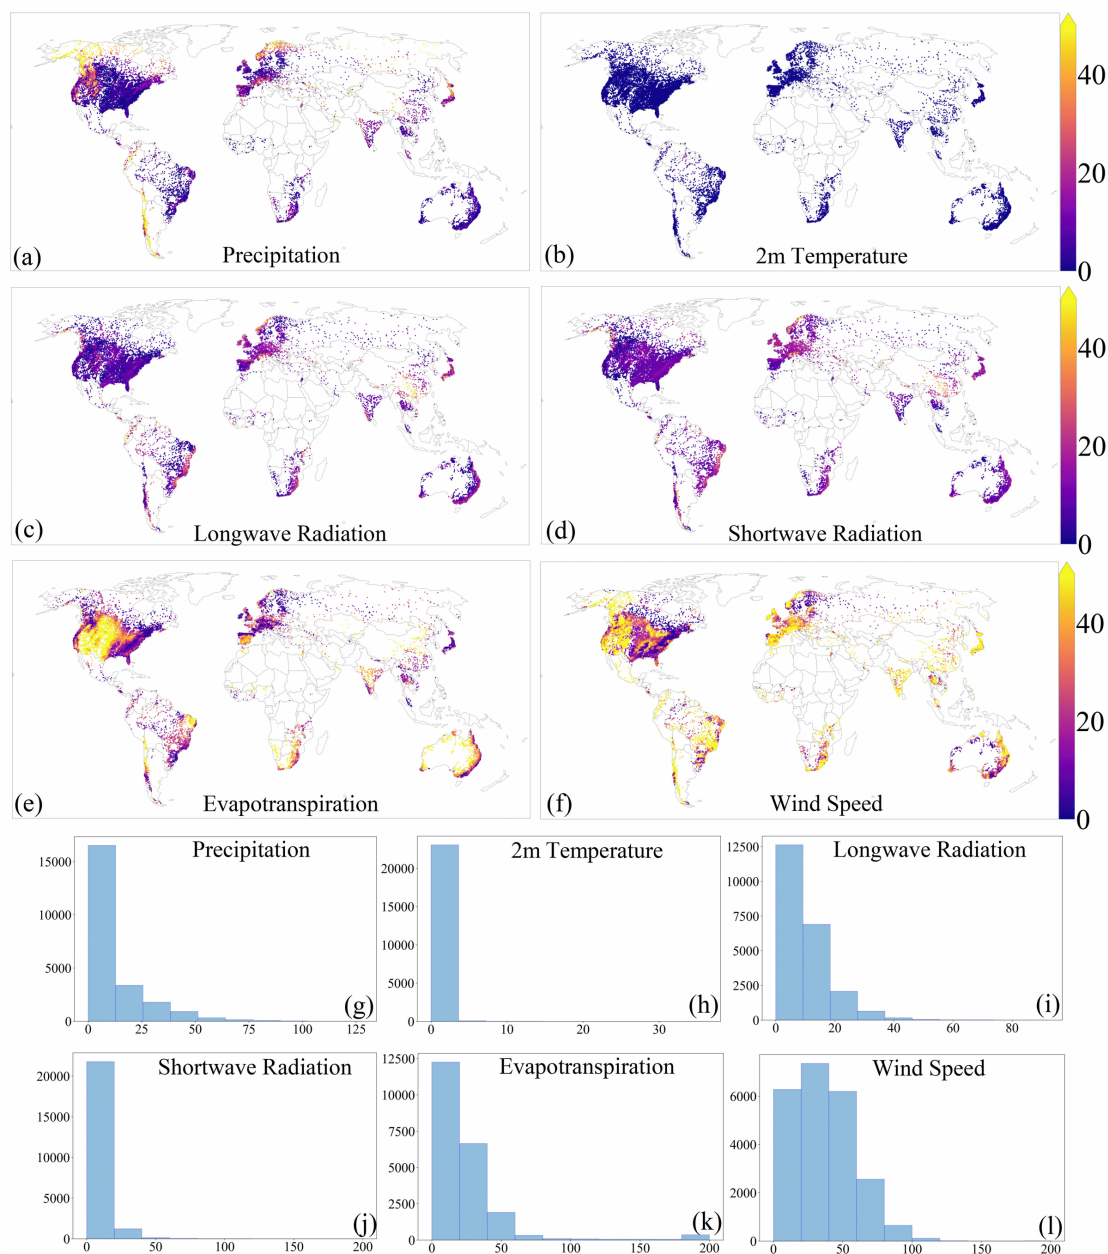 (a) Precipitation
(b) 2m Temperature
40
20
0
(c) Longwave Radiation
(d) Shortwave Radiation
40
20
0
(e) Evapotranspiration
(f) Wind Speed
40
20
0
Precipitation
15000
10000
5000
0
(g)
0 25 50 75 100 125
2m Temperature
20000
15000
10000
5000
0
(h)
0 10 20 30
Longwave Radiation
12500
10000
7500
5000
2500
0
(i)
0 20 40 60 80
Shortwave Radiation
20000
15000
10000
5000
0
(j)
0 50 100 150 200
Evapotranspiration
12500
10000
7500
5000
2500
0
(k)
0 50 100 150 200
Wind Speed
6000
4000
2000
0
(l)
0 50 100 150 200